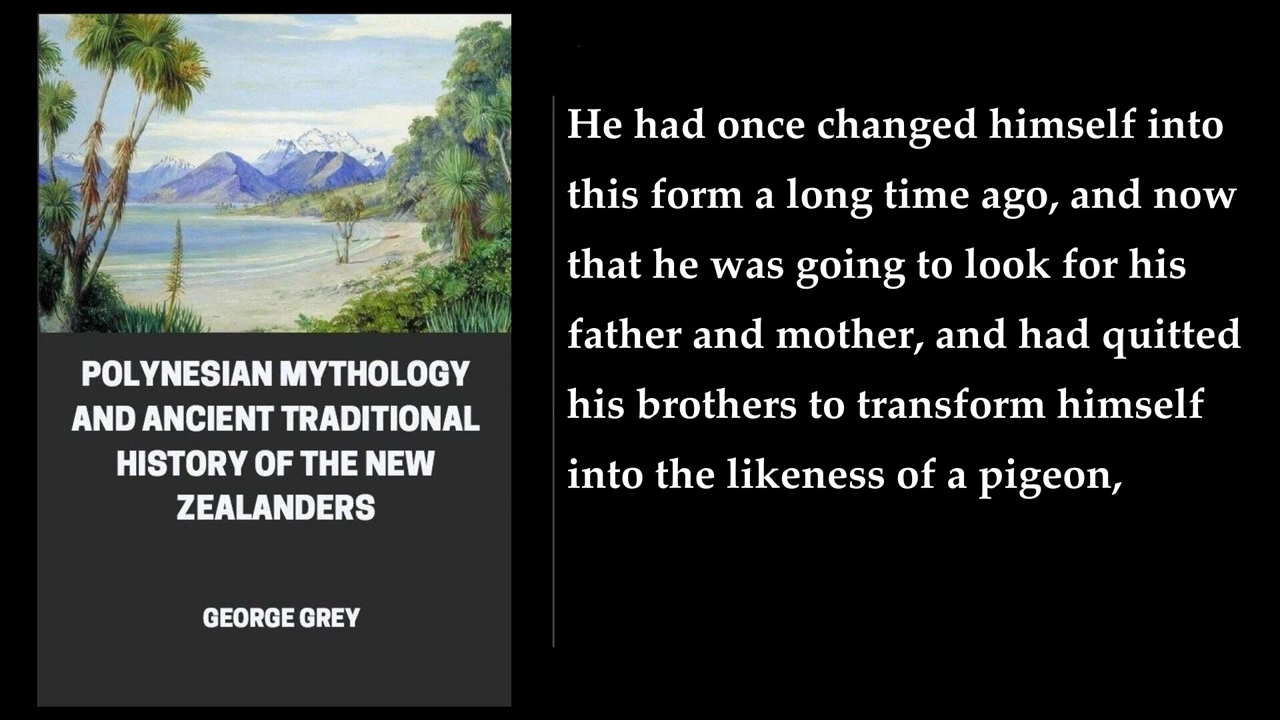 POLYNESIAN MYTHOLOGY
AND ANCIENT TRADITIONAL
HISTORY OF THE NEW
ZEALANDERS
GEORGE GREY
He had once changed himself into
this form a long time ago, and now
that he was going to look for his
father and mother, and had quitted
his brothers to transform himself
into the likeness of a pigeon,